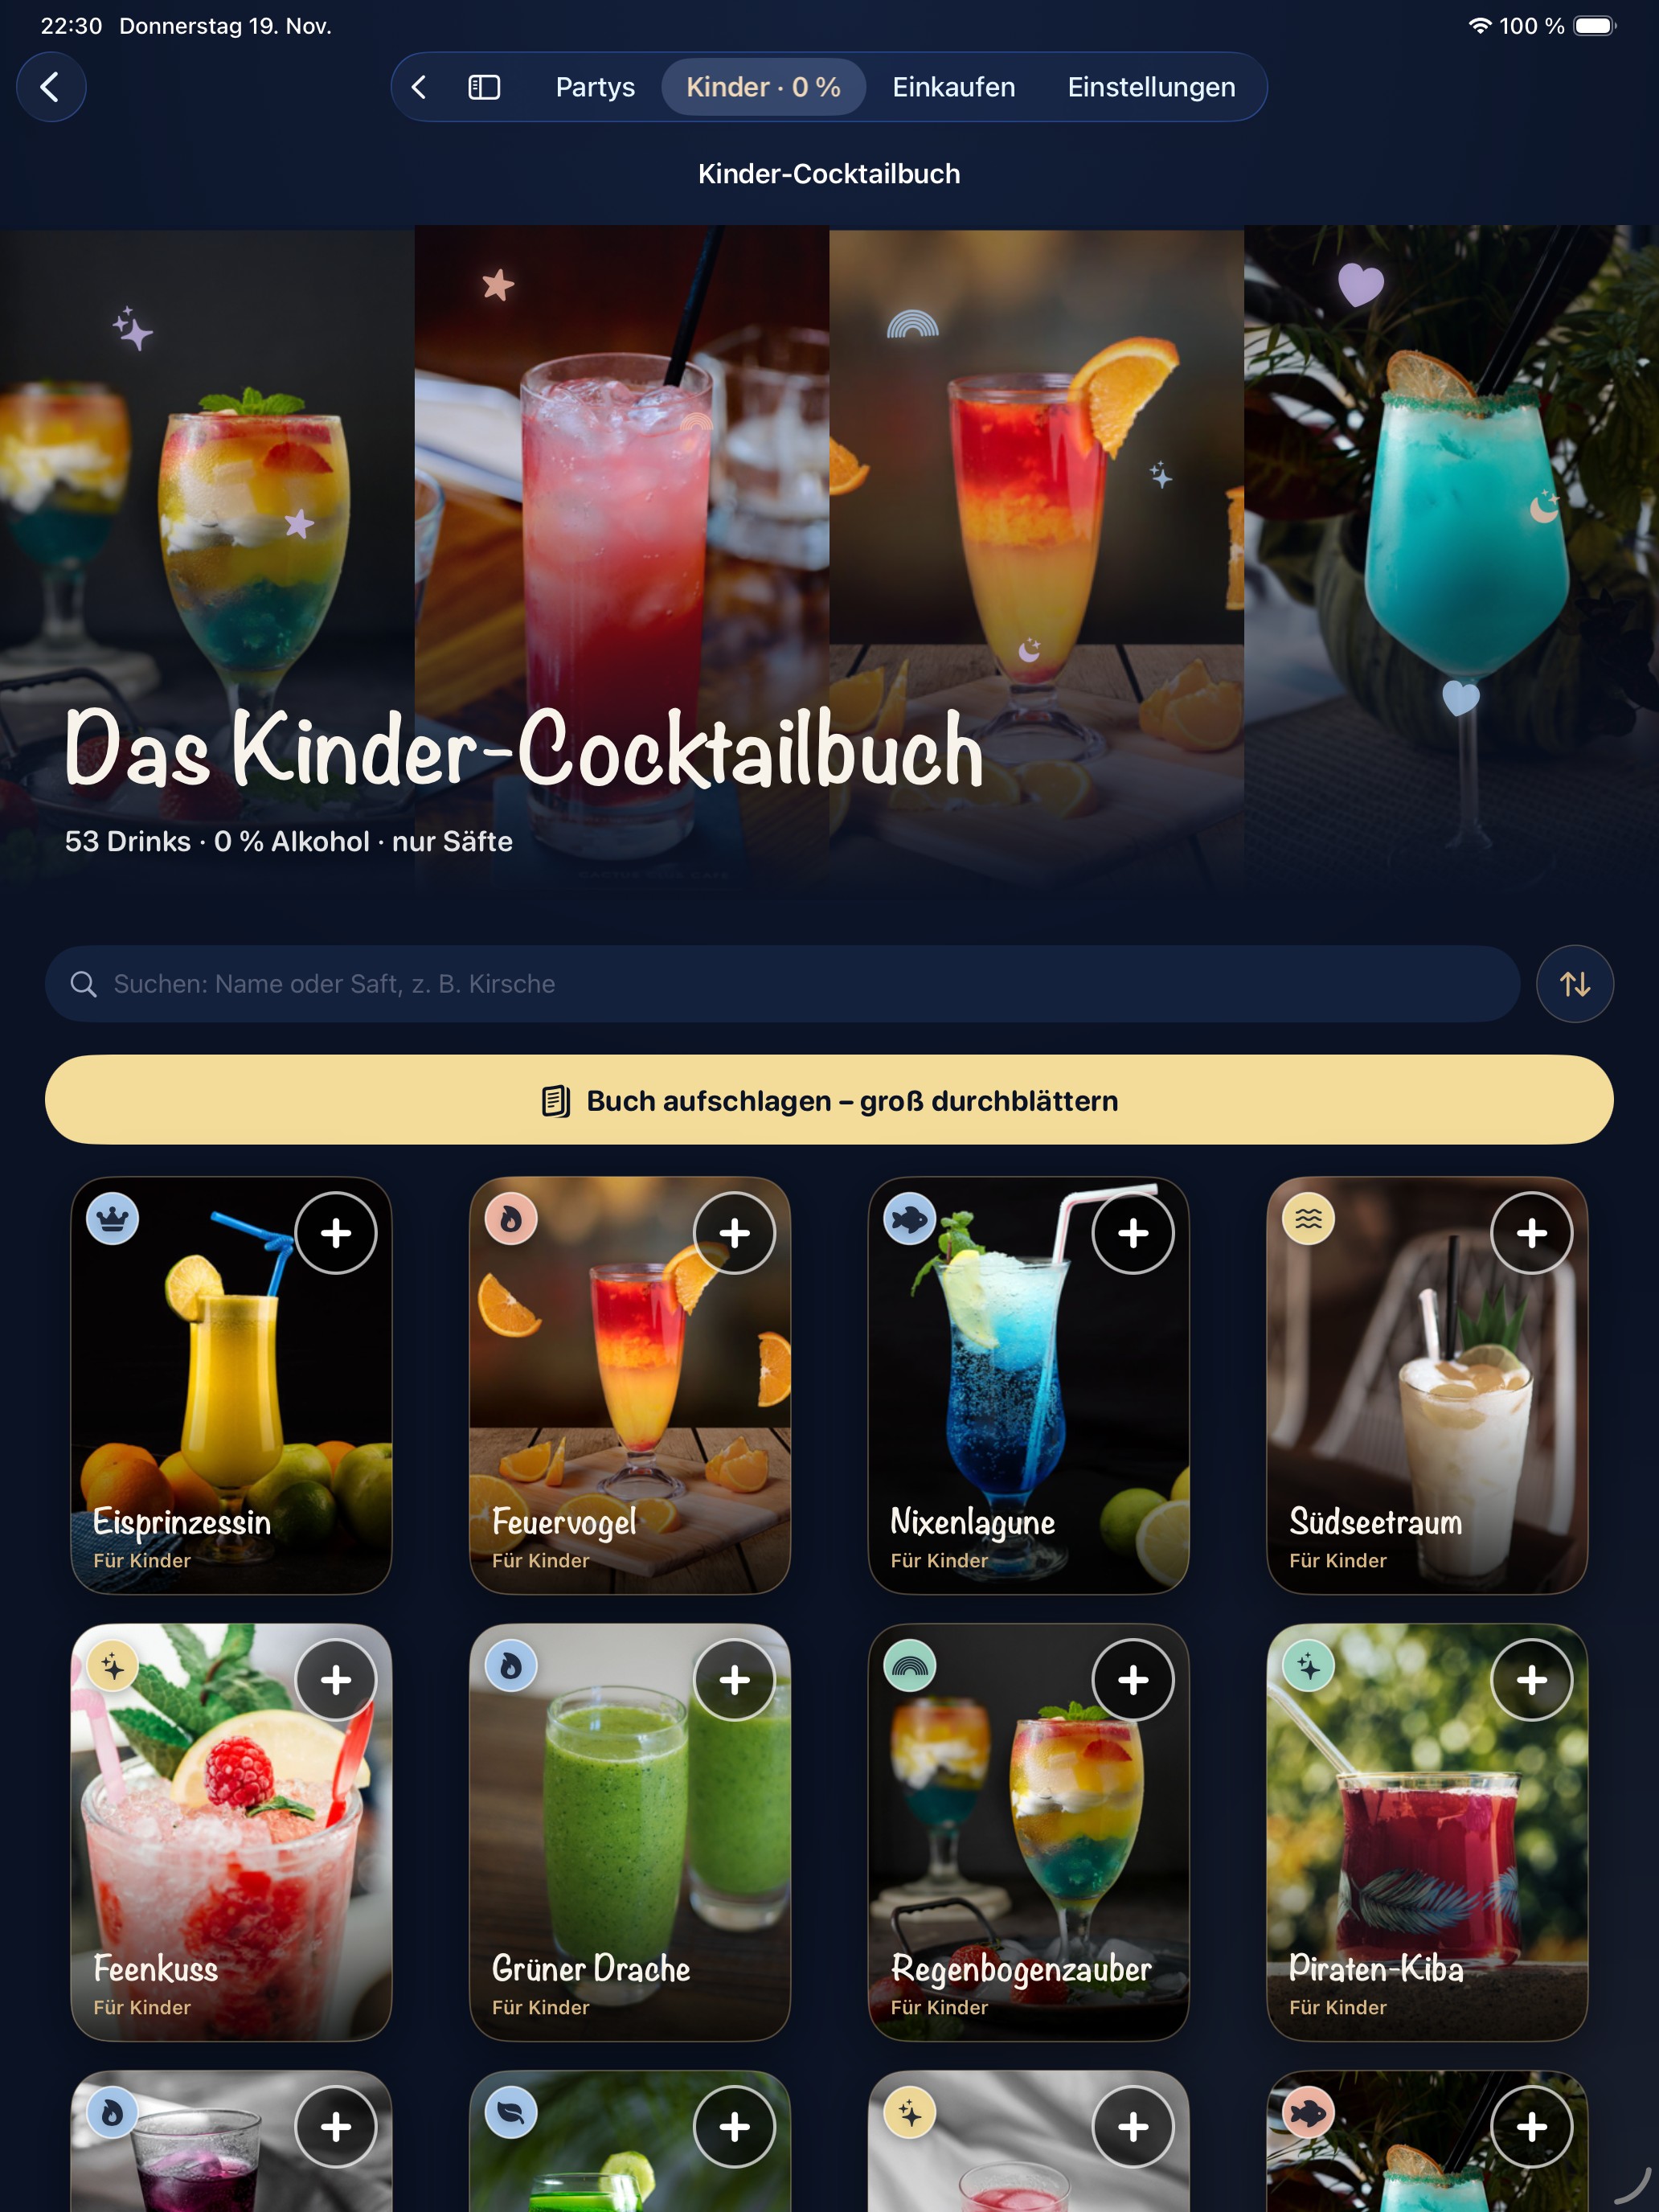 22:30 Donnerstag 19. Nov.
100 %
Partys
Kinder · 0 %
Einkaufen
Einstellungen
Kinder-Cocktailbuch
Das Kinder-Cocktailbuch
53 Drinks · 0 % Alkohol · nur Säfte
Suchen: Name oder Saft, z. B. Kirsche
Buch aufschlagen – groß durchblättern
Eisprinzessin
Für Kinder
Feuervogel
Für Kinder
Nixenlagune
Für Kinder
Südseetraum
Für Kinder
Feenkuss
Für Kinder
Grüner Drache
Für Kinder
Regenbogenzauber
Für Kinder
Piraten-Kiba
Für Kinder